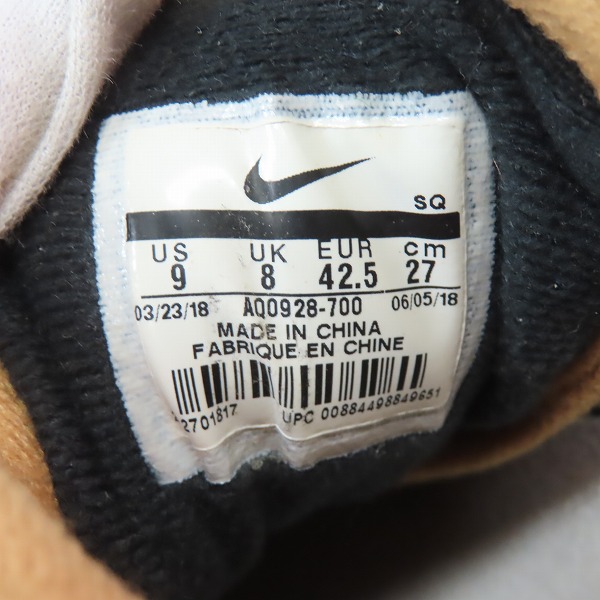 SQ
US UK EUR cm
9 8 42.5 27
03/23/18 AQ0928-700 06/05/18
MADE IN CHINA
FABRIQUE EN CHINE
2701817 UPC 00884498849651